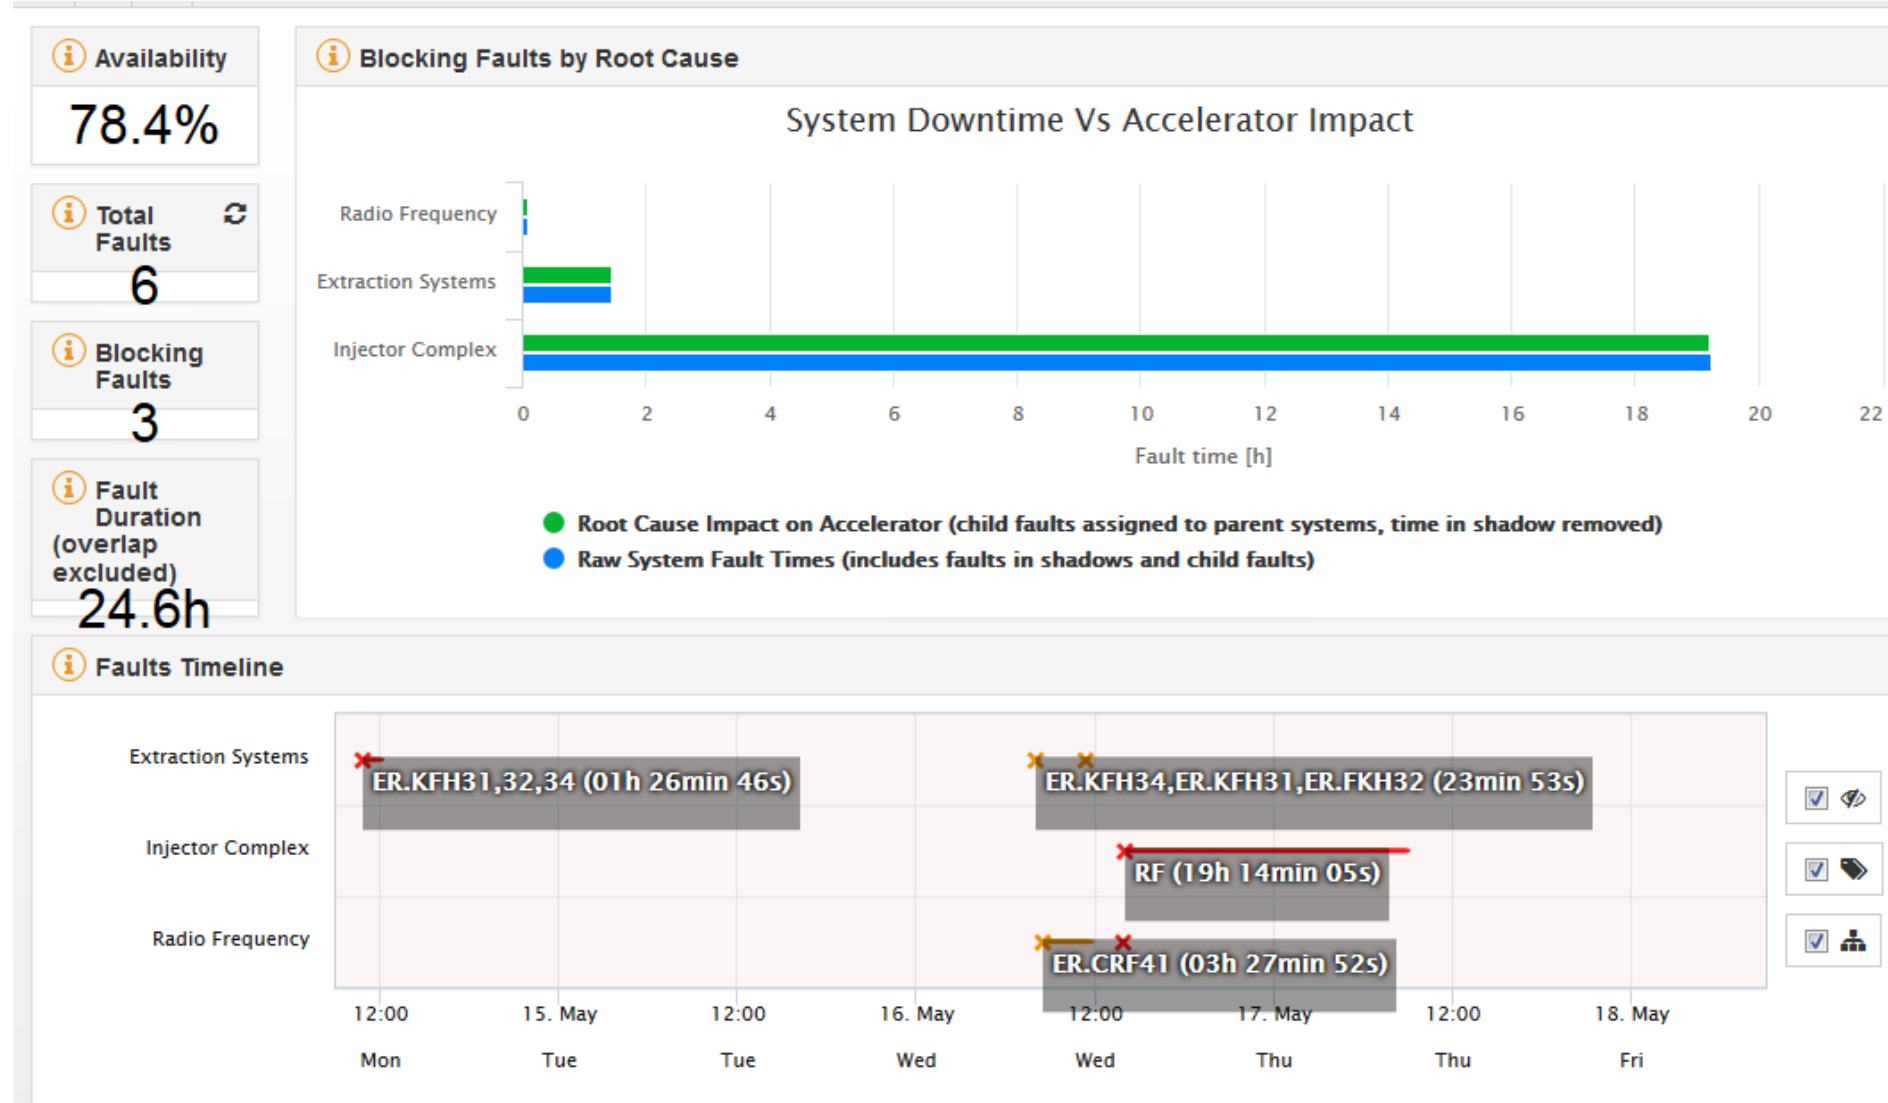 Availability
78.4%
Total
Faults
6
Blocking
Faults
3
Fault
Duration
(overlap
excluded)
24.6h
Blocking Faults by Root Cause
System Downtime Vs Accelerator Impact
Radio Frequency
Extraction Systems
Injector Complex
0 2 4 6 8 10 12 14 16 18 20 22
Fault time [h]
Root Cause Impact on Accelerator (child faults assigned to parent systems, time in shadow removed)
Raw System Fault Times (includes faults in shadows and child faults)
Faults Timeline
Extraction Systems
ER.KFH31,32,34 (01h 26min 46s)
ER.KFH34,ER.KFH31,ER.FKH32 (23min 53s)
Injector Complex
RF (19h 14min 05s)
Radio Frequency
ER.CRF41 (03h 27min 52s)
12:00 15. May 12:00 16. May 12:00 17. May 12:00 18. May
Mon Tue Tue Wed Wed Thu Thu Fri